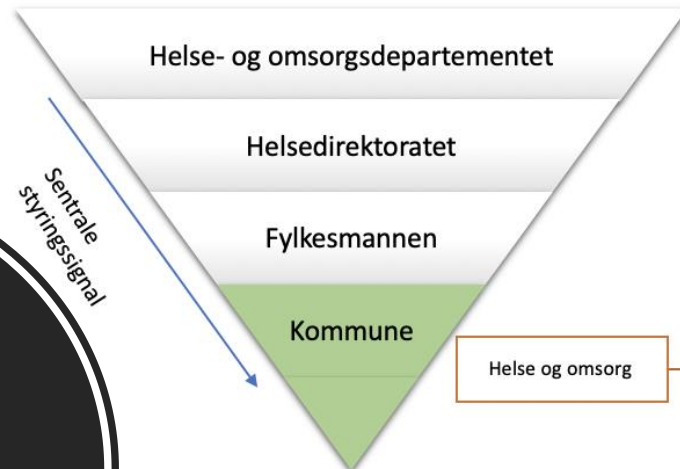 Helse- og omsorgsdepartementet
Helsedirektoratet
Sentrale
styringssignal
Fylkesmannen
Kommune
Helse og omsorg